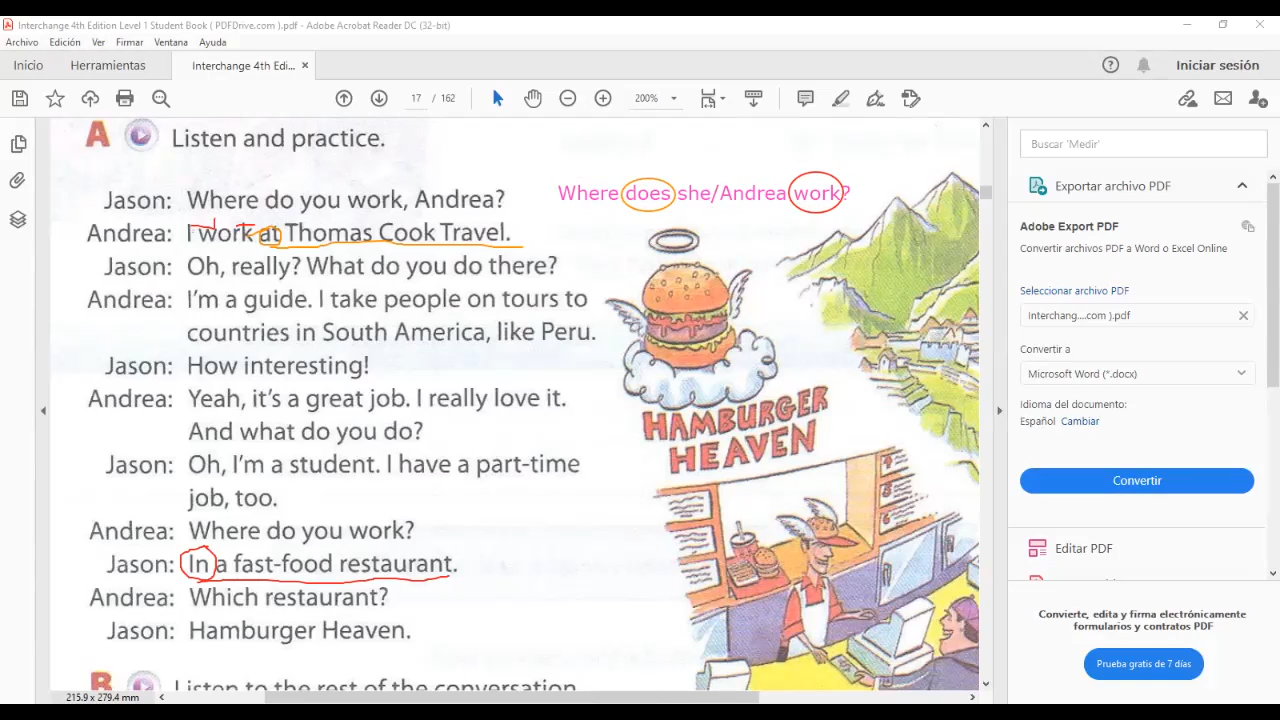 Interchange 4th Edition Level 1 Student Book ( PDFDrive.com ).pdf - Adobe Acrobat Reader DC (32-bit)
Archivo Edición Ver Firmar Ventana Ayuda
Inicio Herramientas Interchange 4th Edi... × Iniciar sesión
17 / 162 200%
A Listen and practice.
Where does she/Andrea work?
Jason: Where do you work, Andrea?
Andrea: I work at Thomas Cook Travel.
Jason: Oh, really? What do you do there?
Andrea: I'm a guide. I take people on tours to
countries in South America, like Peru.
Jason: How interesting!
Andrea: Yeah, it's a great job. I really love it.
And what do you do?
Jason: Oh, I'm a student. I have a part-time
job, too.
Andrea: Where do you work?
Jason: In a fast-food restaurant.
Andrea: Which restaurant?
Jason: Hamburger Heaven.
B Listen to the rest of the conversation
HAMBURGER
HEAVEN
215.9 x 279.4 mm
Buscar 'Medir'
Exportar archivo PDF
Adobe Export PDF
Convertir archivos PDF a Word o Excel Online
Seleccionar archivo PDF
Interchang....com ).pdf
Convertir a
Microsoft Word (*.docx)
Idioma del documento:
Español Cambiar
Convertir
Editar PDF
Convierte, edita y firma electrónicamente
formularios y contratos PDF
Prueba gratis de 7 días